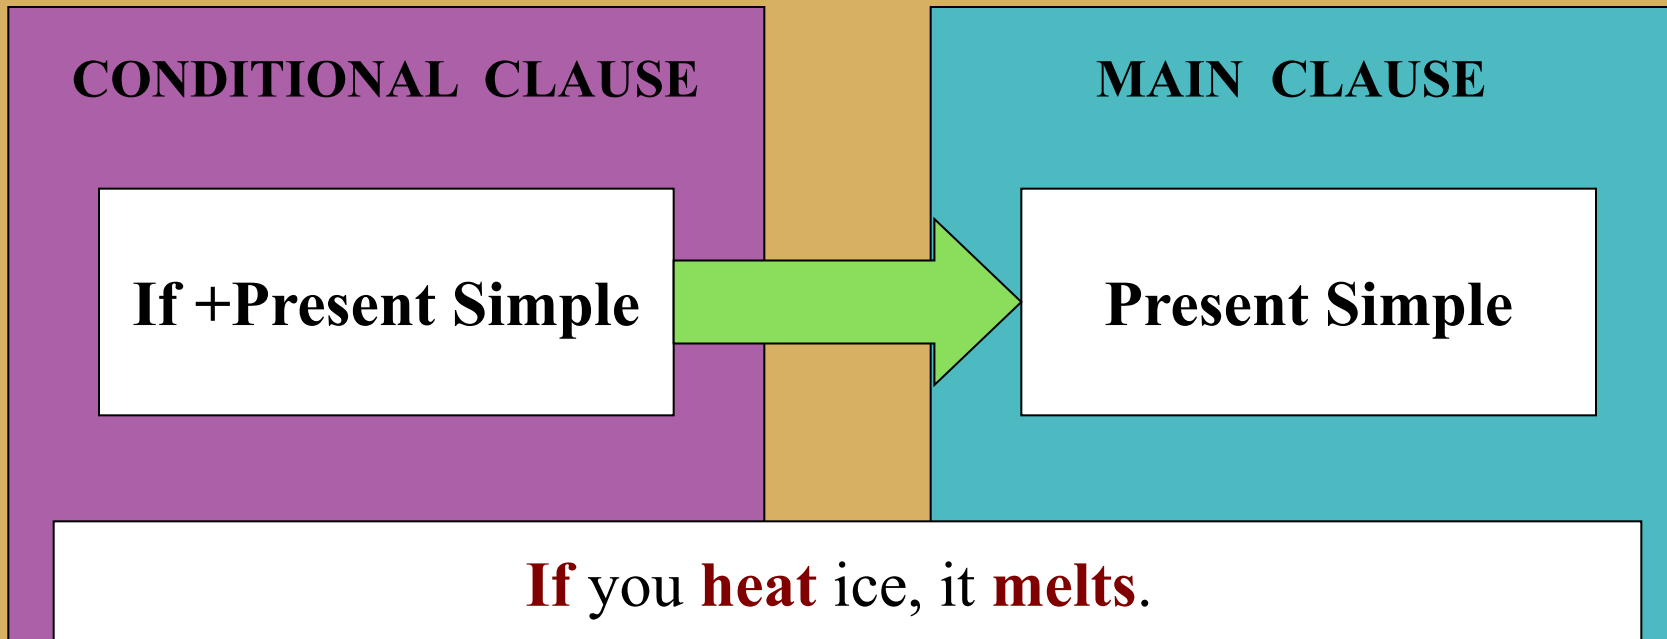 CONDITIONAL CLAUSE
MAIN CLAUSE
If +Present Simple
Present Simple
If you heat ice, it melts.